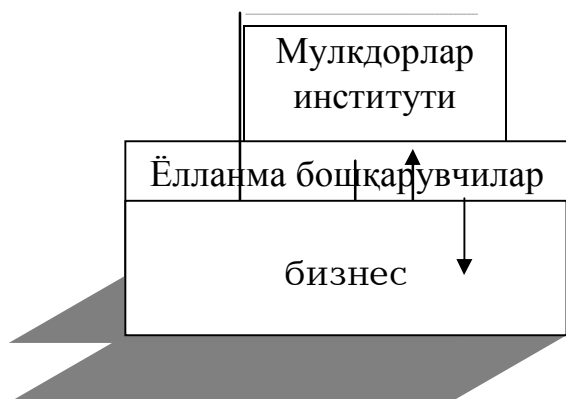 Мулкдорлар
институти
Ёлланма бошқарувчилар
бизнес